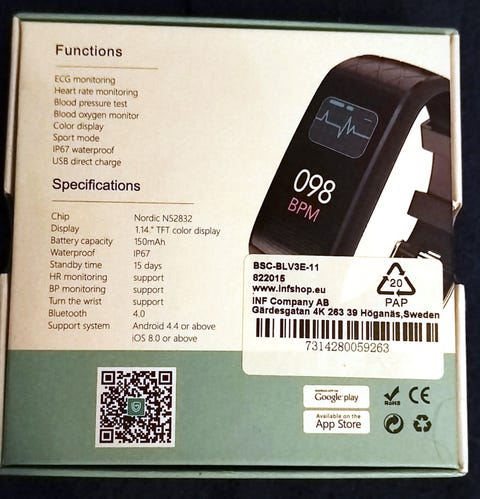 Functions
ECG monitoring
Heart rate monitoring
Blood pressure test
Blood oxygen monitor
Color display
Sport mode
IP67 waterproof
USB direct charge
098
BPM
Specifications
Chip Nordic N52832
Display 1.14." TFT color display
Battery capacity 150mAh
Waterproof IP67
Standby time 15 days
HR monitoring support
BP monitoring support
Turn the wrist support
Bluetooth 4.0
Support system Android 4.4 or above
iOS 8.0 or above
BSC-BLV3E-11
822015
www.infshop.eu
INF Company AB
Gärdesgatan 4K 263 39 Höganäs,Sweden
20
PAP
7314280059263
Google play
Available on the
App Store
RoHS
CE